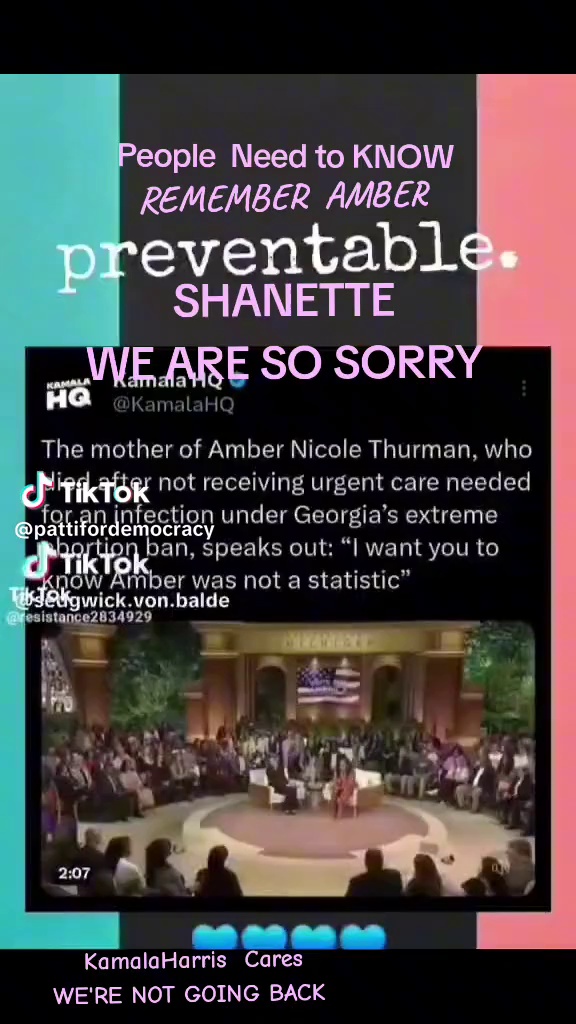 People Need to KNOW
REMEMBER AMBER
preventable.
SHANETTE
WE ARE SO SORRY
KAMALA HQ
Kamala HQ
@KamalaHQ
The mother of Amber Nicole Thurman, who
died after not receiving urgent care needed
for an infection under Georgia's extreme
abortion ban, speaks out: "I want you to
know Amber was not a statistic"
TikTok
@pattifordemocracy
TikTok
@sedgwick.von.balde
TikTok
@resistance2834929
2:07
KamalaHarris Cares
WE'RE NOT GOING BACK